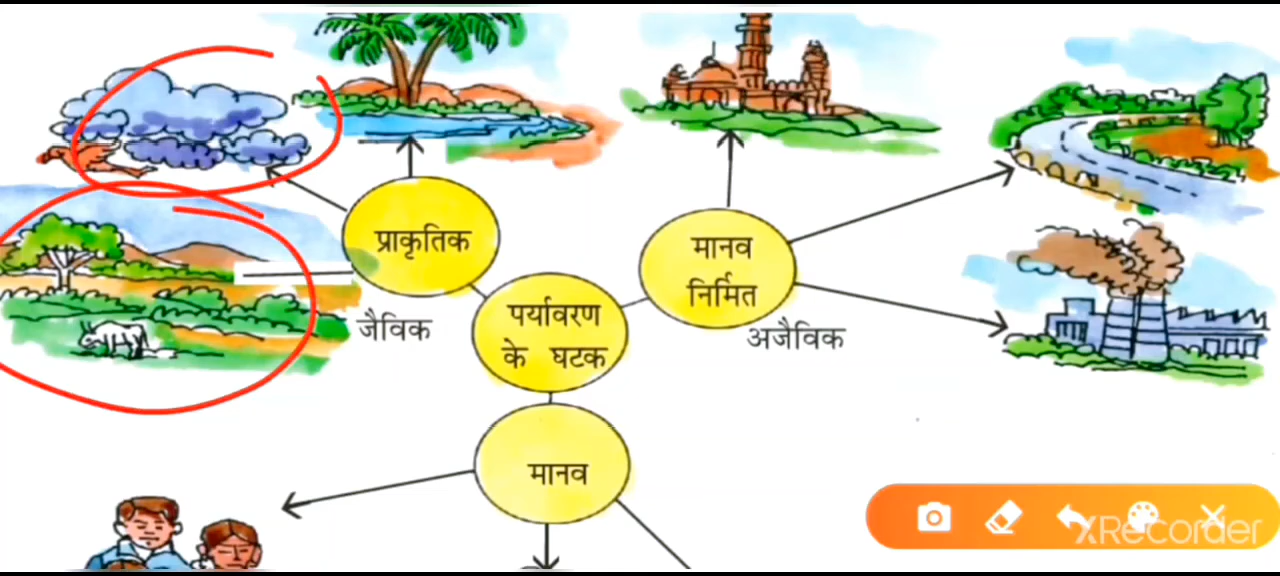 प्राकृतिक
मानव
निर्मित
पर्यावरण
के घटक
जैविक
अजैविक
मानव
XRecorder